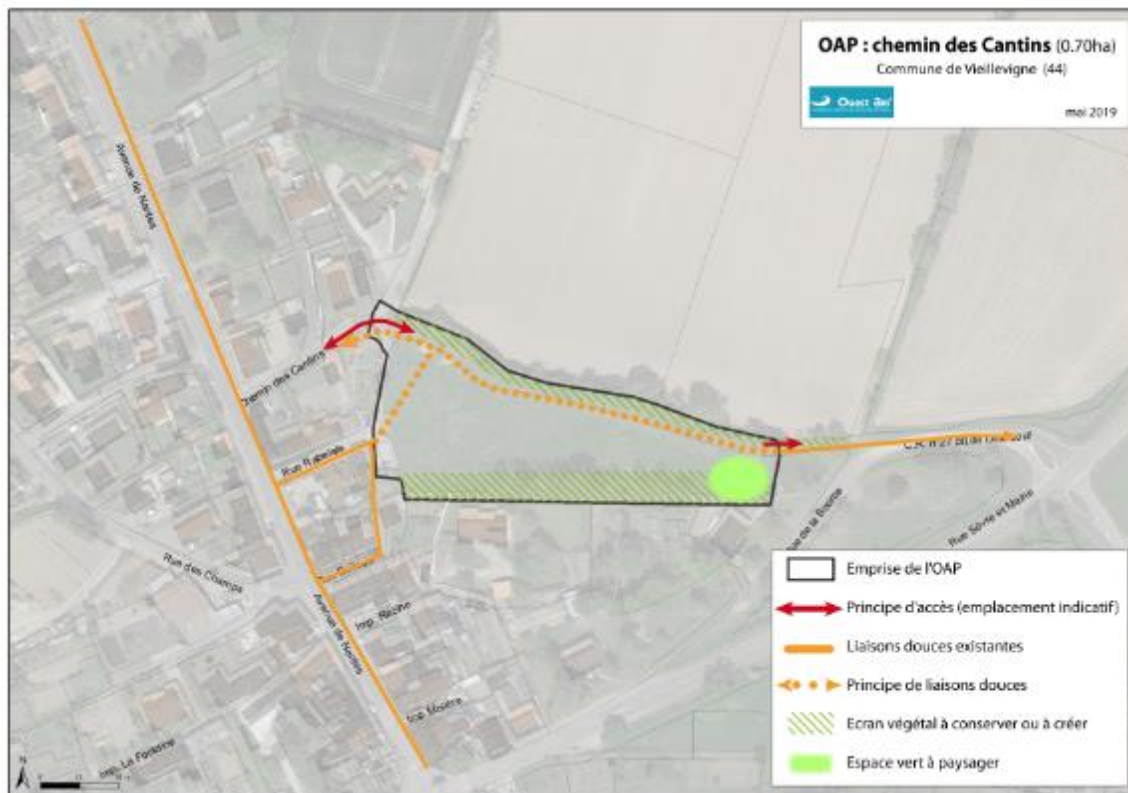 OAP : chemin des Cantins (0.70ha)
Commune de Vieillevigne (44)
Ouest Am'
mai 2019
Avenue de Nantes
Chemin des Cantins
Rue Rabelais
Rue des Champs
Avenue de Nantes
Imp. Racine
Imp. Molière
Rue Sèvre et Maine
N
Emprise de l'OAP
Principe d'accès (emplacement indicatif)
Liaisons douces existantes
Principe de liaisons douces
Ecran végétal à conserver ou à créer
Espace vert à paysager